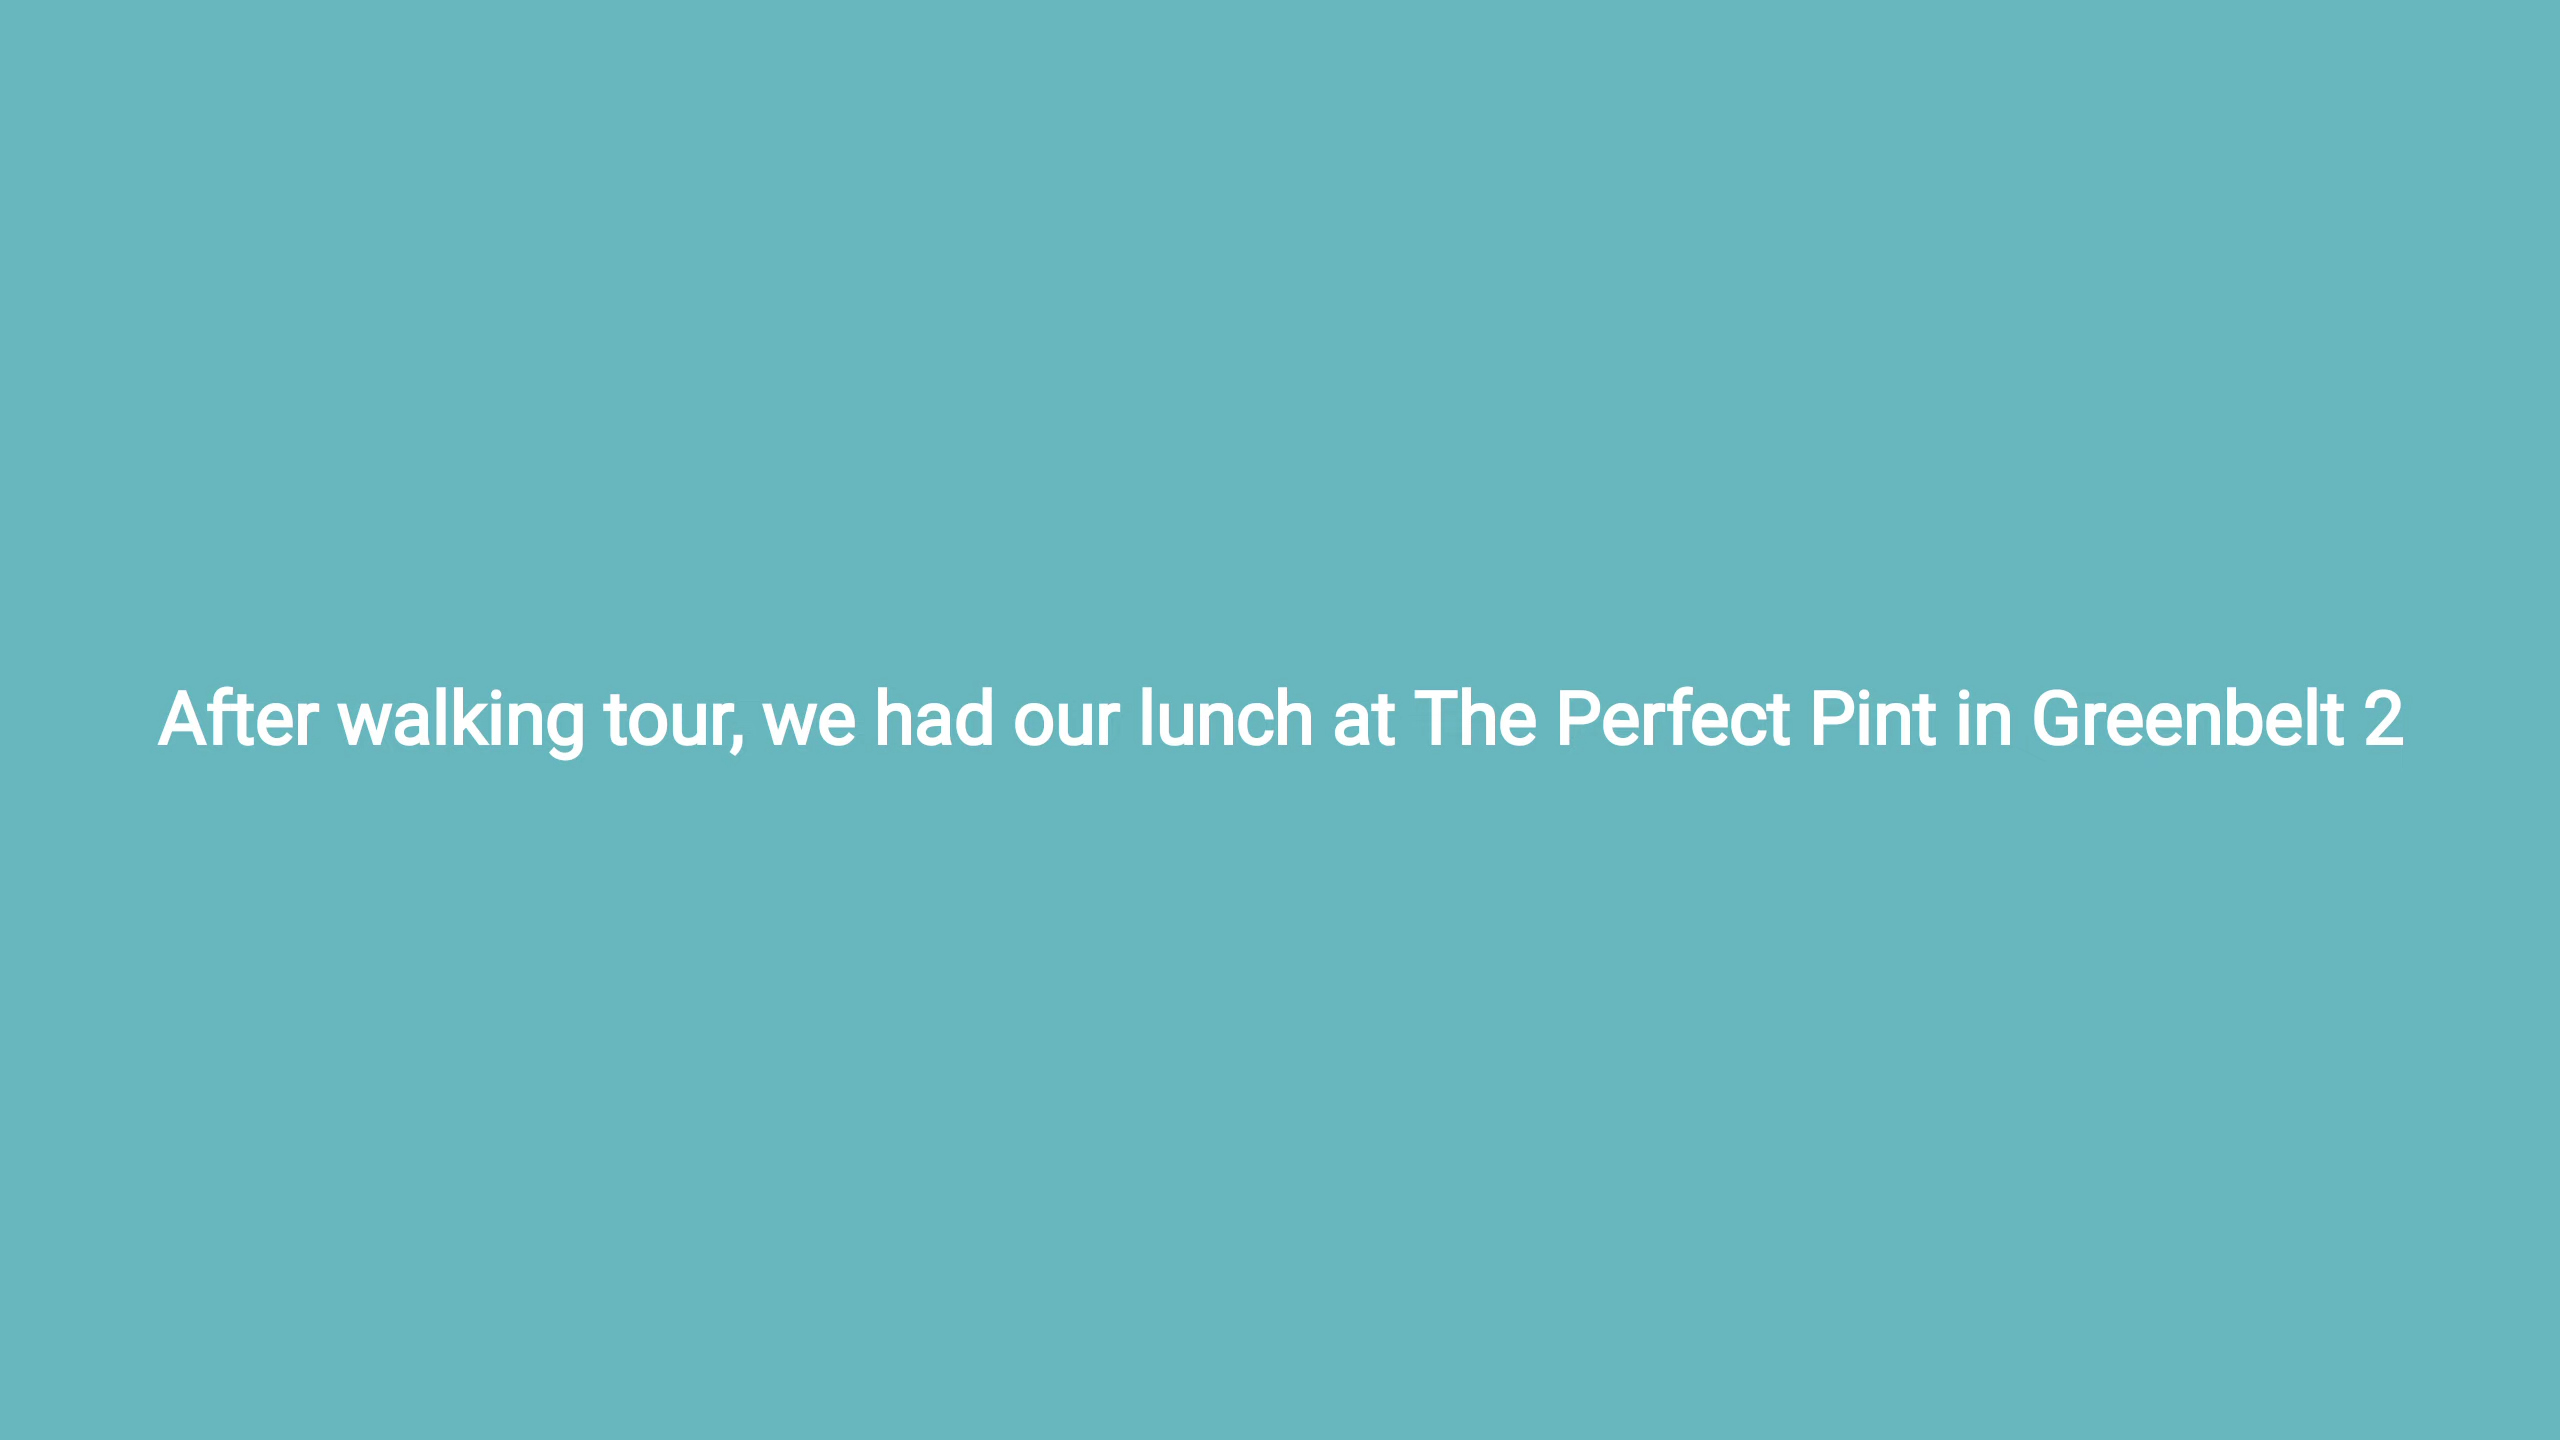 After walking tour, we had our lunch at The Perfect Pint in Greenbelt 2